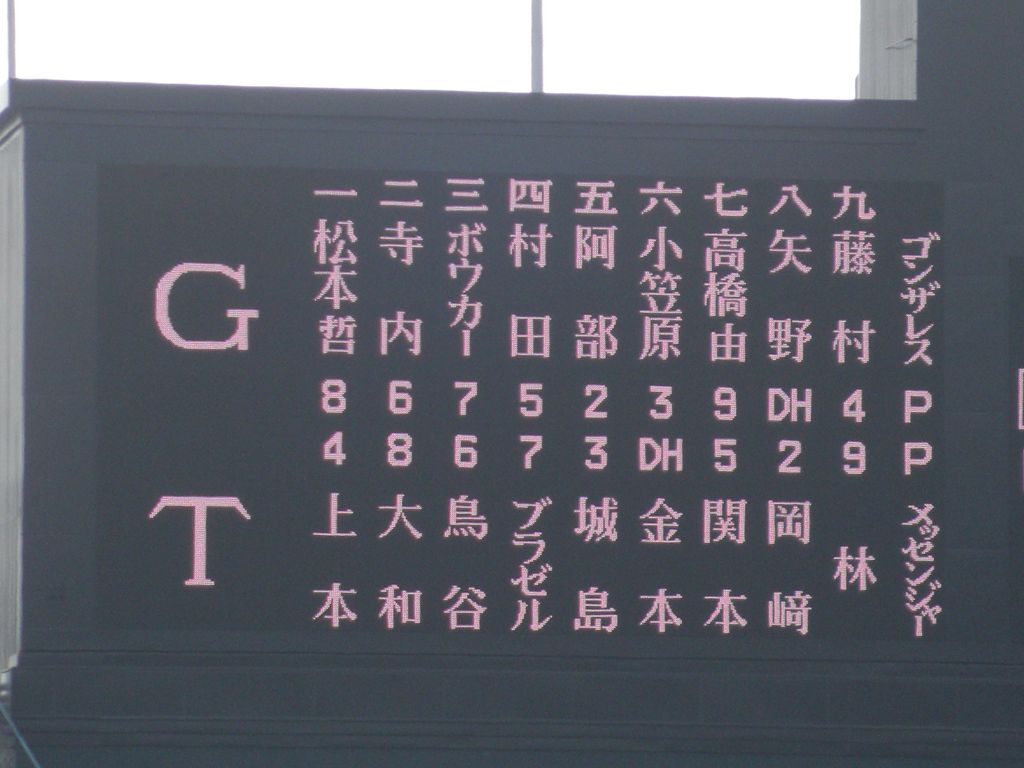 一 二 三 四 五 六 七 八 九
G 松本哲 寺内 ボウカー 村田 阿部 小笠原 高橋由 矢野 藤村 ゴンザレス
8 6 7 5 2 3 9 DH 4 P
4 8 6 7 3 DH 5 2 9 P
T 上本 大和 鳥谷 ブラゼル 城島 金本 関本 岡﨑 林 メッセンジャー